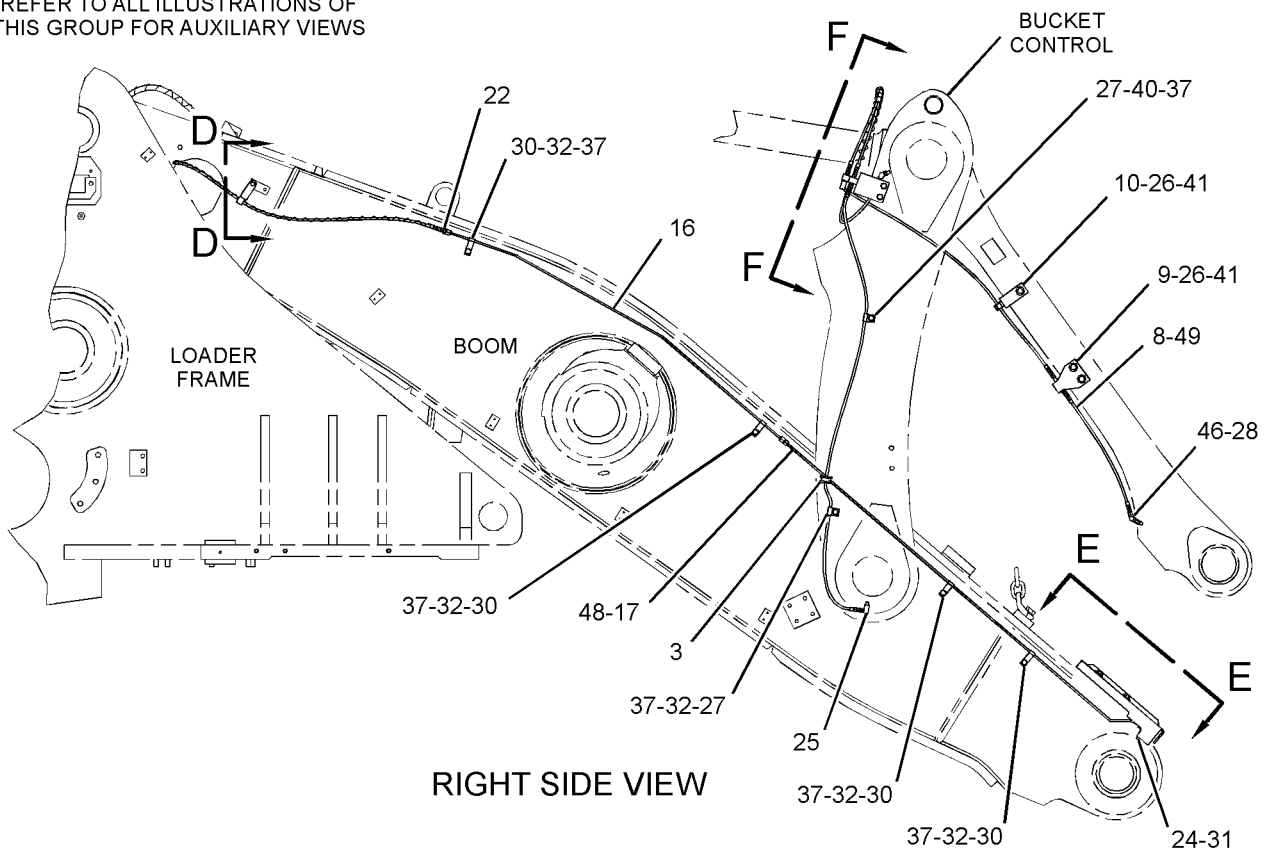 REFER TO ALL ILLUSTRATIONS OF
THIS GROUP FOR AUXILIARY VIEWS
BUCKET
CONTROL
F
27-40-37
22
D
30-32-37
10-26-41
16
D
F
9-26-41
8-49
BOOM
LOADER
FRAME
46-28
E
37-32-30
48-17
3
E
37-32-27
25
RIGHT SIDE VIEW
37-32-30
37-32-30
24-31